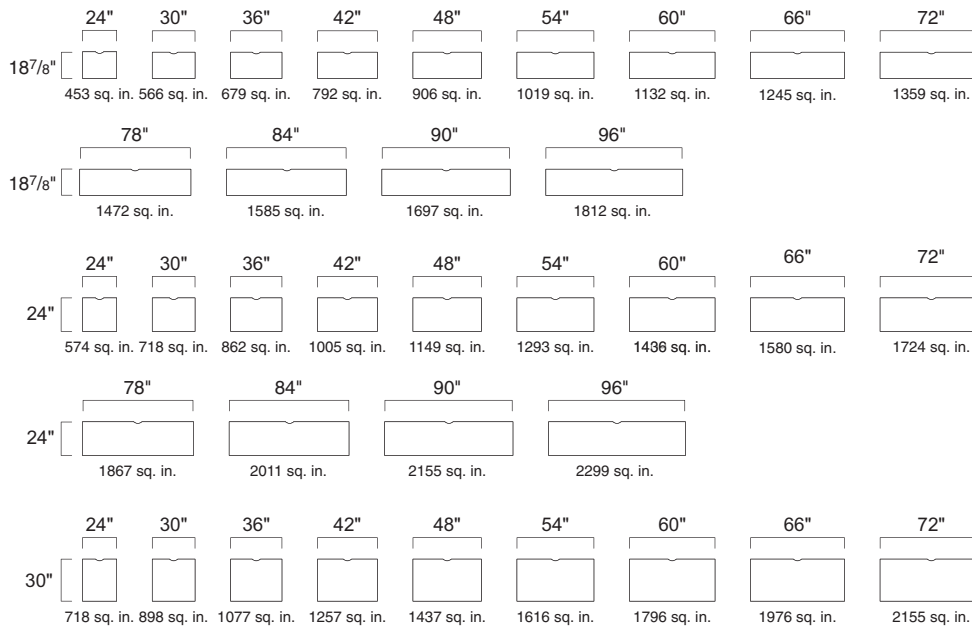 24" 30" 36" 42" 48" 54" 60" 66" 72"
18⅞"
453 sq. in. 566 sq. in. 679 sq. in. 792 sq. in. 906 sq. in. 1019 sq. in. 1132 sq. in. 1245 sq. in. 1359 sq. in.
78" 84" 90" 96"
18⅞"
1472 sq. in. 1585 sq. in. 1697 sq. in. 1812 sq. in.
24" 30" 36" 42" 48" 54" 60" 66" 72"
24"
574 sq. in. 718 sq. in. 862 sq. in. 1005 sq. in. 1149 sq. in. 1293 sq. in. 1436 sq. in. 1580 sq. in. 1724 sq. in.
78" 84" 90" 96"
24"
1867 sq. in. 2011 sq. in. 2155 sq. in. 2299 sq. in.
24" 30" 36" 42" 48" 54" 60" 66" 72"
30"
718 sq. in. 898 sq. in. 1077 sq. in. 1257 sq. in. 1437 sq. in. 1616 sq. in. 1796 sq. in. 1976 sq. in. 2155 sq. in.